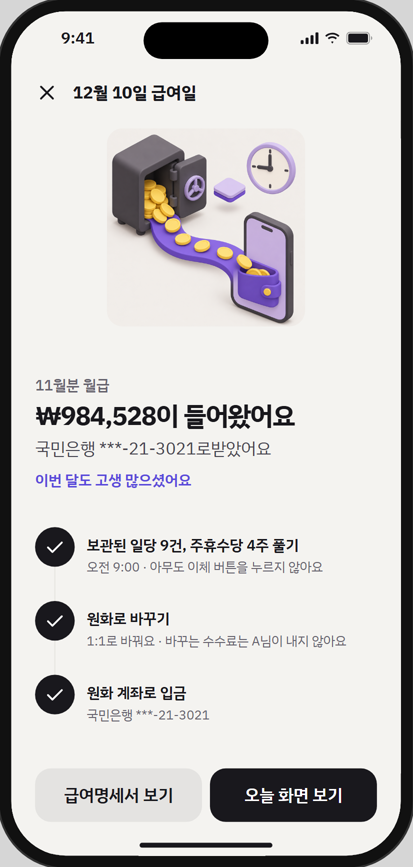 9:41
12월 10일 급여일
11월분 월급
₩984,528이 들어왔어요
국민은행 ***-21-3021로받았어요
이번 달도 고생 많으셨어요
보관된 일당 9건, 주휴수당 4주 풀기
오전 9:00 · 아무도 이체 버튼을 누르지 않아요
원화로 바꾸기
1:1로 바꿔요 · 바꾸는 수수료는 A님이 내지 않아요
원화 계좌로 입금
국민은행 ***-21-3021
급여명세서 보기
오늘 화면 보기